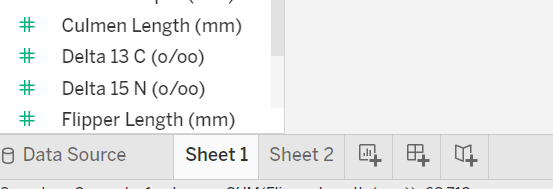 Culmen Length (mm)
Delta 13 C (o/oo)
Delta 15 N (o/oo)
Flipper Length (mm)
Data Source Sheet 1 Sheet 2